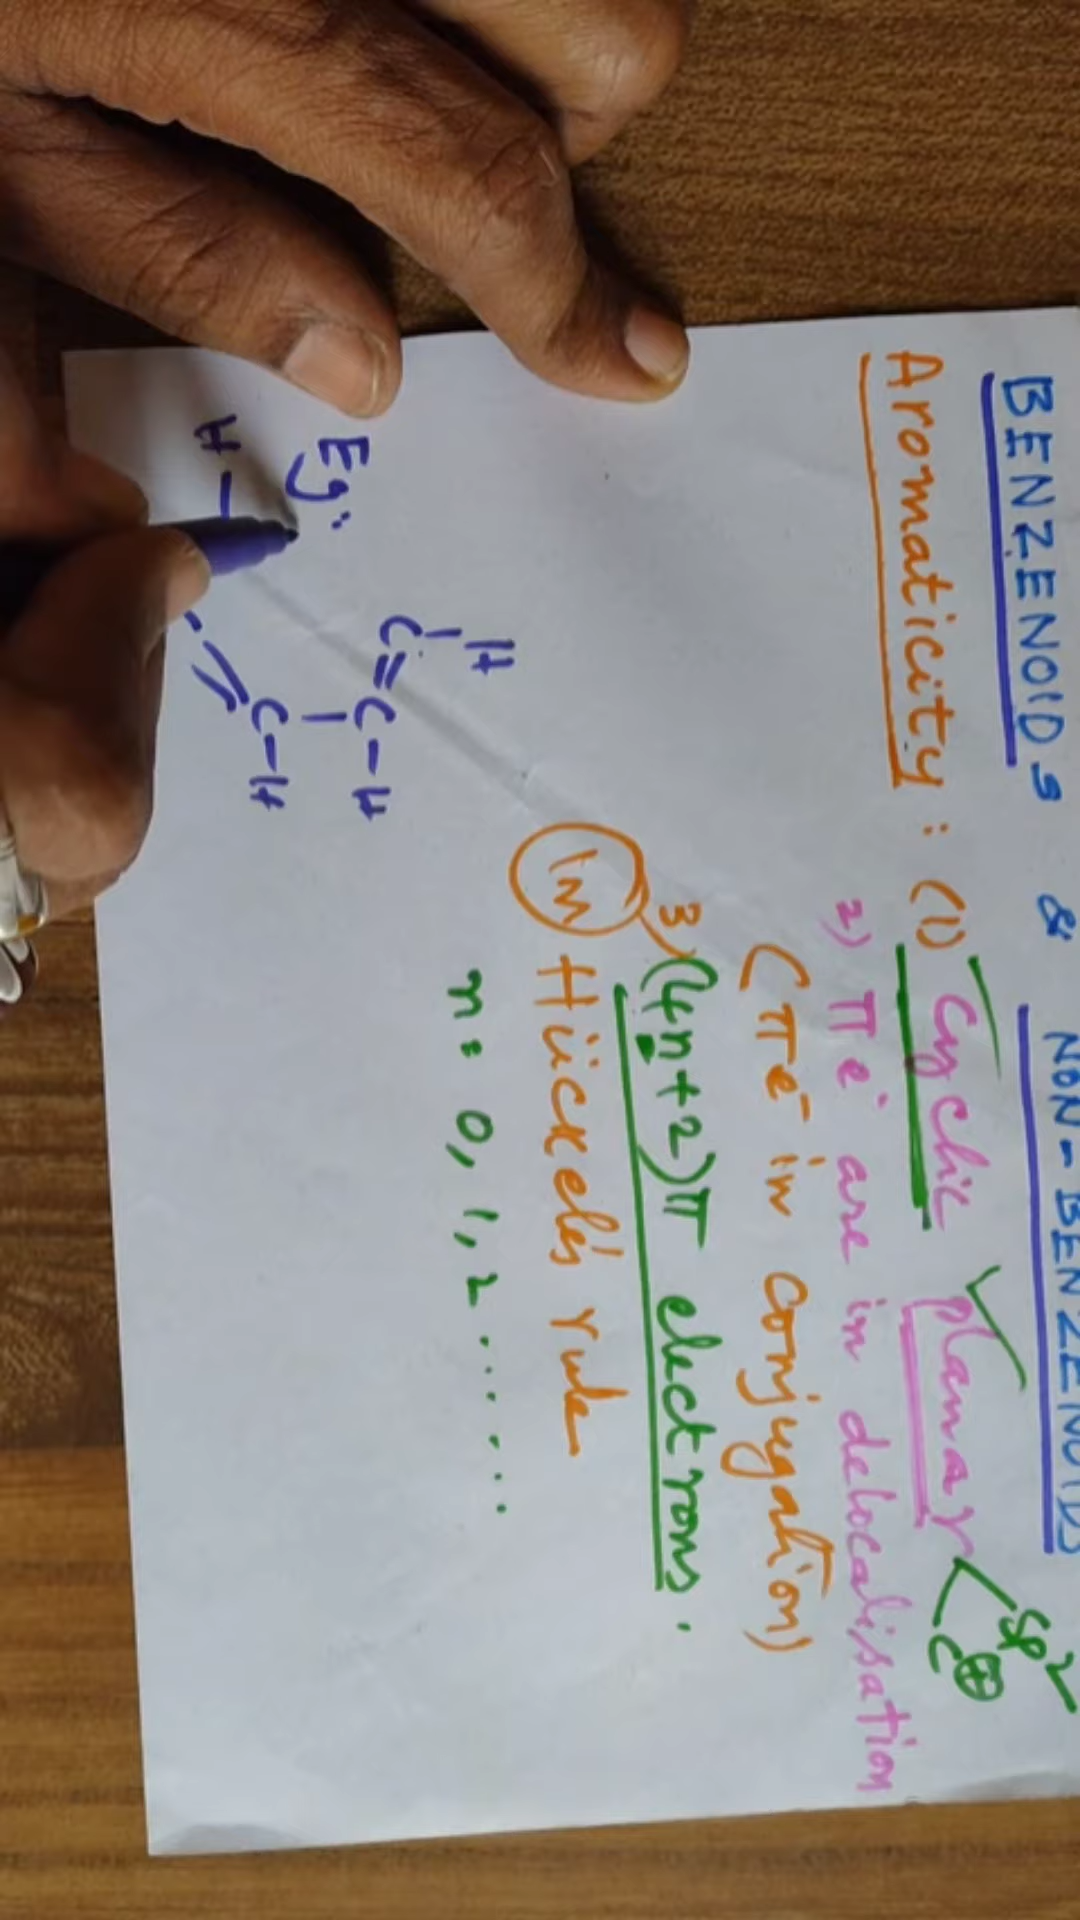 BENZENOIDS & NON-BENZENOIDS
Aromaticity : (1) Cyclic planar
sp2
C⊕
2) π e- are in delocalisation
(πe- in conjugation)
3) (4n+2)π electrons.
1M Hückel's rule
n = 0, 1, 2 ......
Eg:
H
C=C-H
C-H
H-